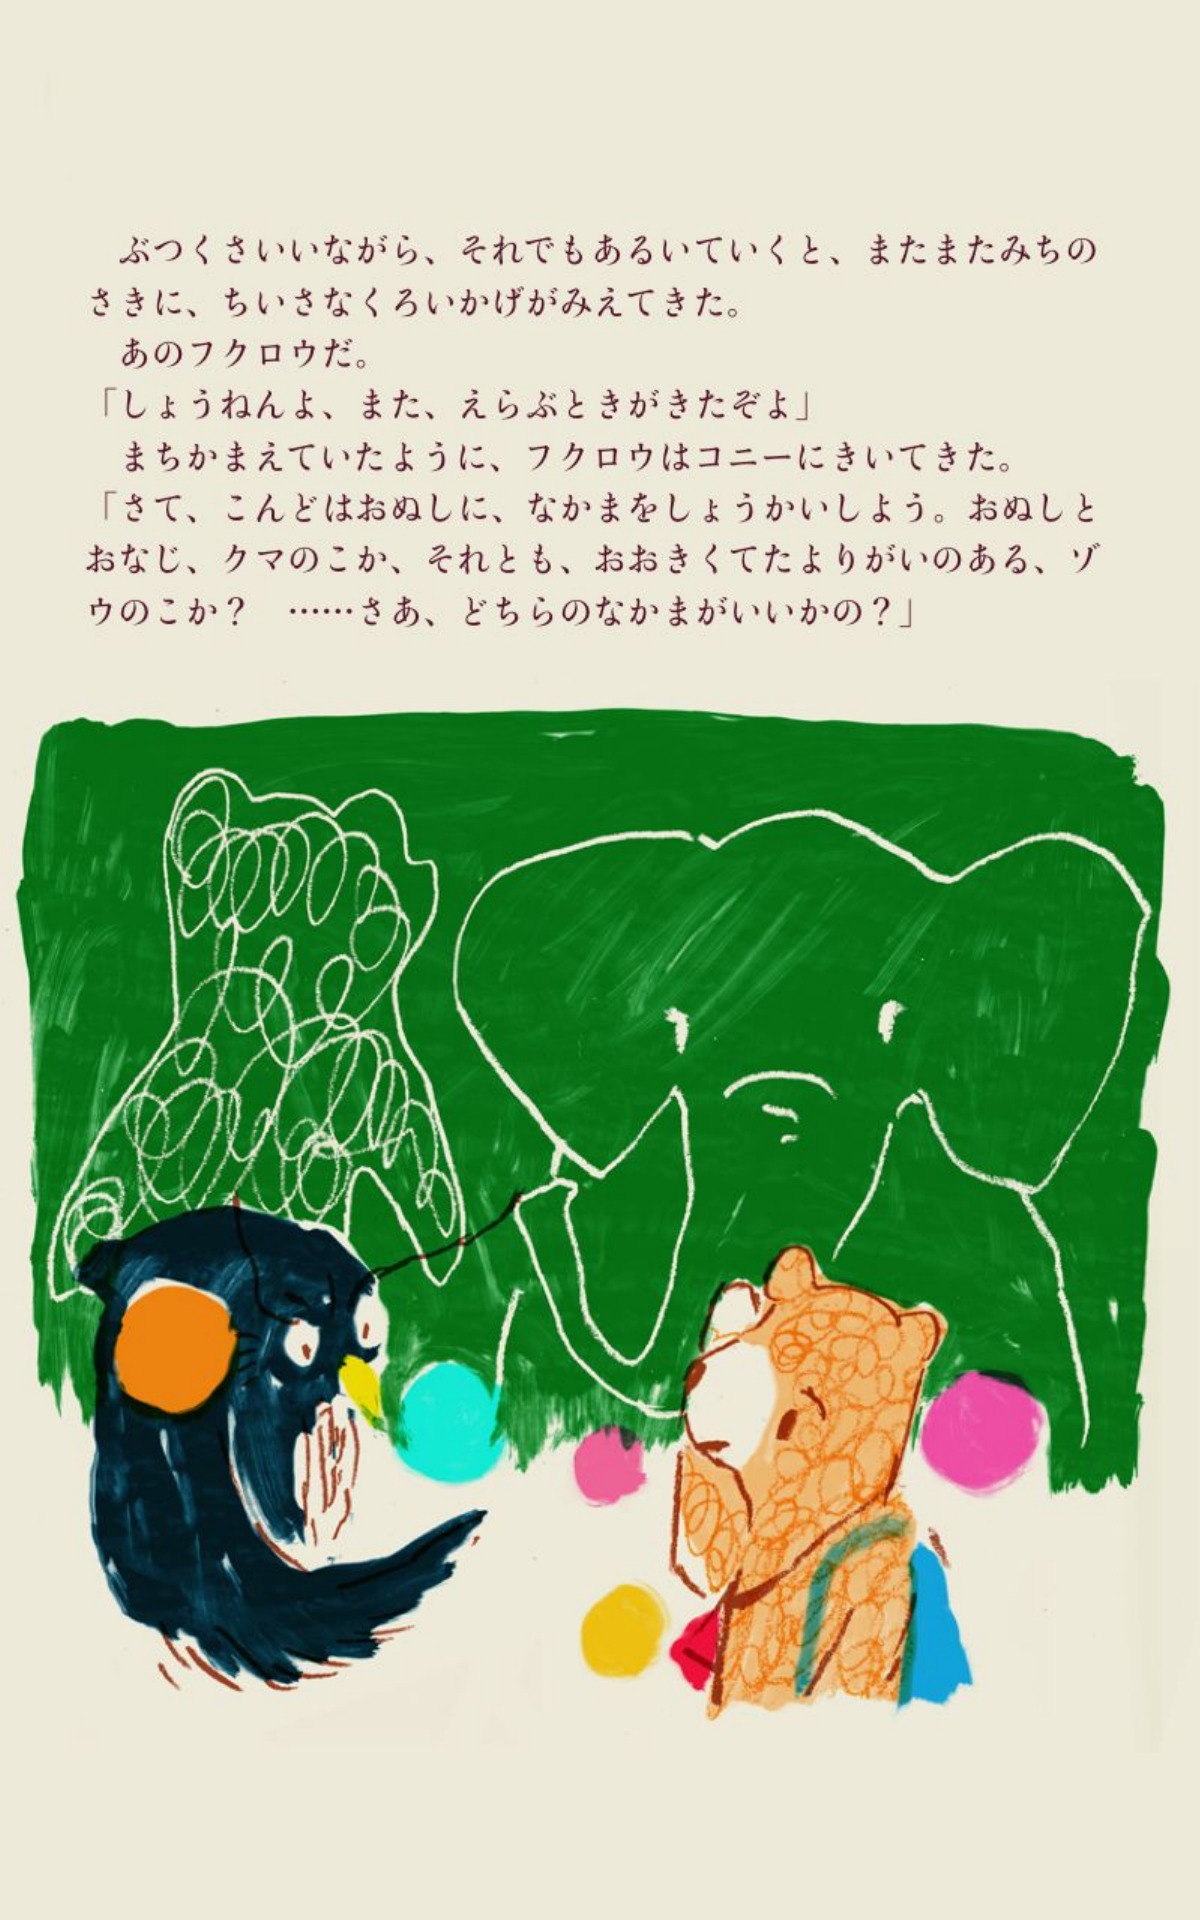 ぶつくさいいながら、それでもあるいていくと、またまたみちの
さきに、ちいさなくろいかげがみえてきた。
　あのフクロウだ。
「しょうねんよ、また、えらぶときがきたぞよ」
　まちかまえていたように、フクロウはコニーにきいてきた。
「さて、こんどはおぬしに、なかまをしょうかいしよう。おぬしと
おなじ、クマのこか、それとも、おおきくてたよりがいのある、ゾ
ウのこか？　……さあ、どちらのなかまがいいかの？」